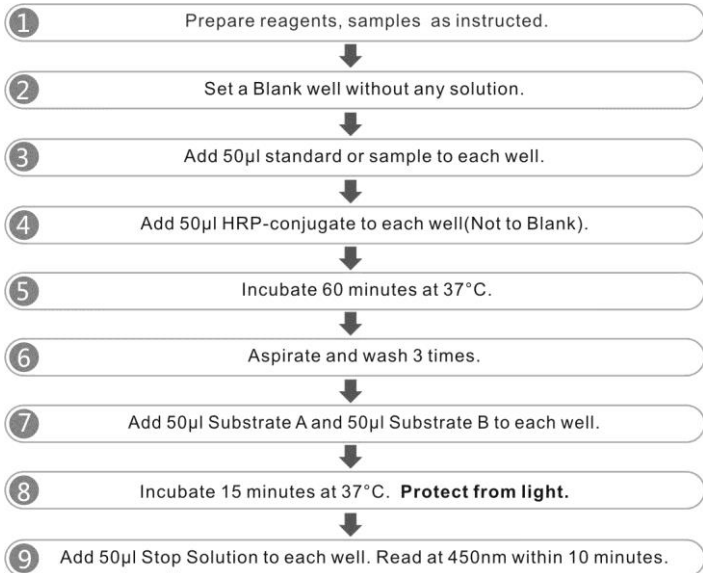 1 Prepare reagents, samples as instructed.
2 Set a Blank well without any solution.
3 Add 50µl standard or sample to each well.
4 Add 50µl HRP-conjugate to each well(Not to Blank).
5 Incubate 60 minutes at 37°C.
6 Aspirate and wash 3 times.
7 Add 50µl Substrate A and 50µl Substrate B to each well.
8 Incubate 15 minutes at 37°C. Protect from light.
9 Add 50µl Stop Solution to each well. Read at 450nm within 10 minutes.